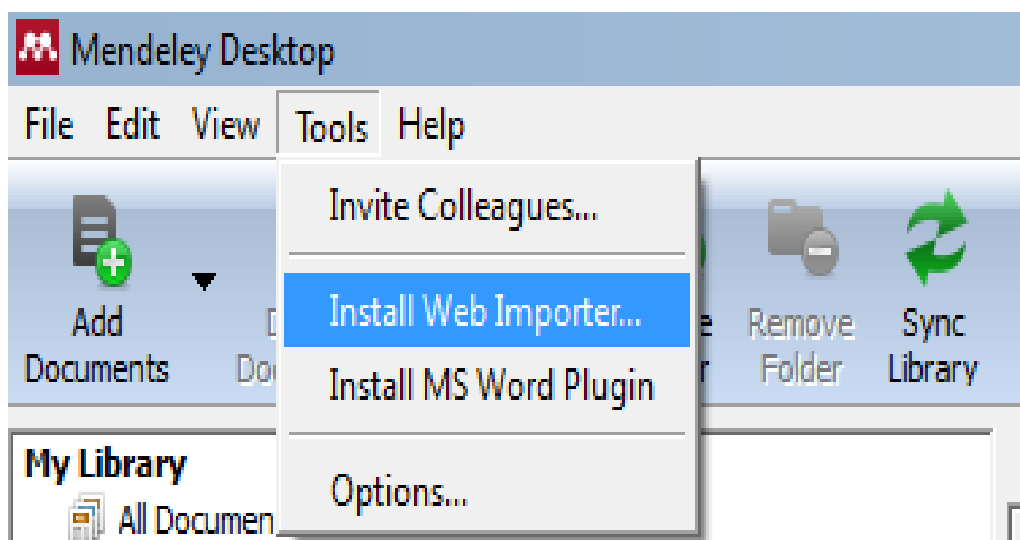 Mendeley Desktop
File Edit View Tools Help
Invite Colleagues...
Install Web Importer...
Install MS Word Plugin
Options...
Add
Documents
Remove
Folder
Sync
Library
My Library
All Documen